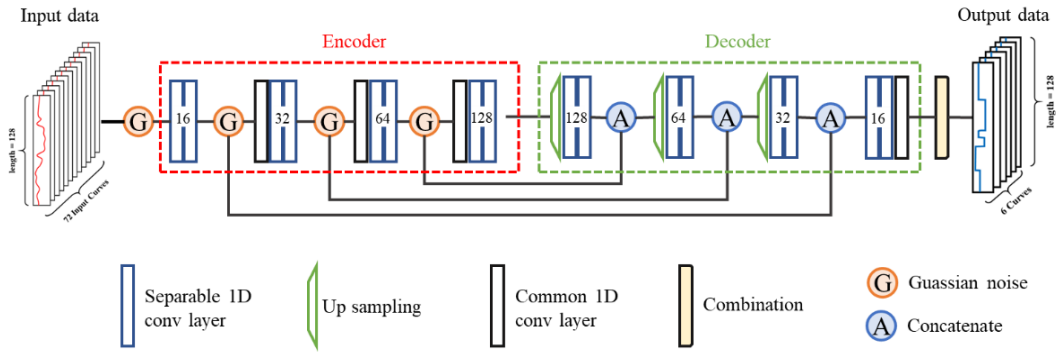 Input data
Output data
Encoder
Decoder
length = 128
72 Input Curves
G
16
G
32
G
64
G
128
128
A
64
A
32
A
16
length = 128
6 Curves
Separable 1D
conv layer
Up sampling
Common 1D
conv layer
Combination
G
Guassian noise
A
Concatenate